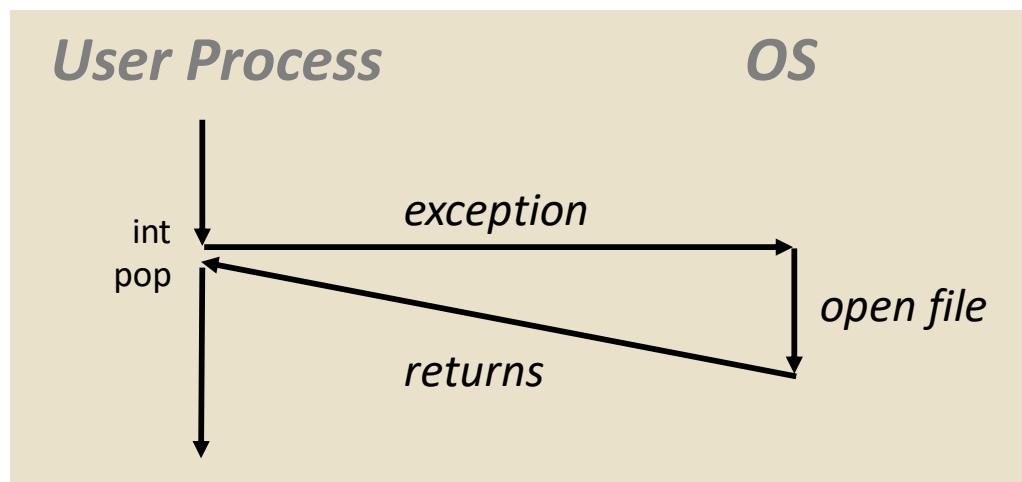 User Process
OS
exception
int
pop
open file
returns